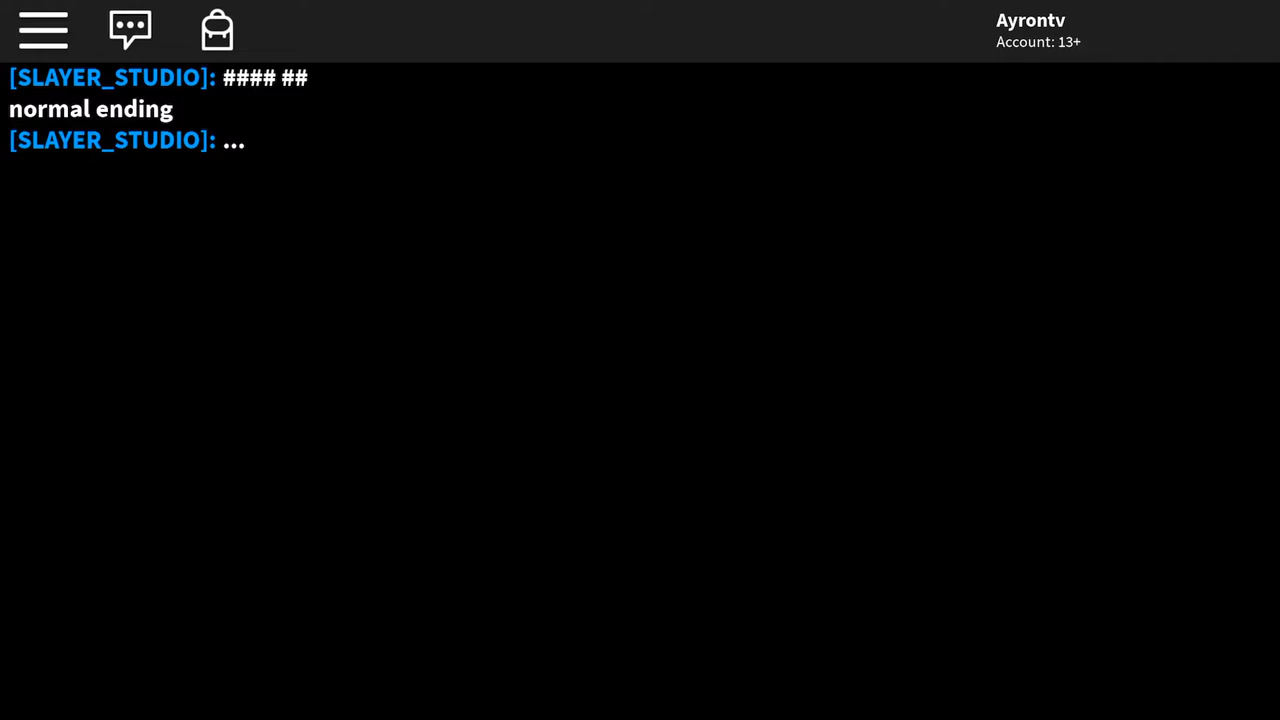 Ayrontv
Account: 13+
[SLAYER_STUDIO]: #### ##
normal ending
[SLAYER_STUDIO]: ...